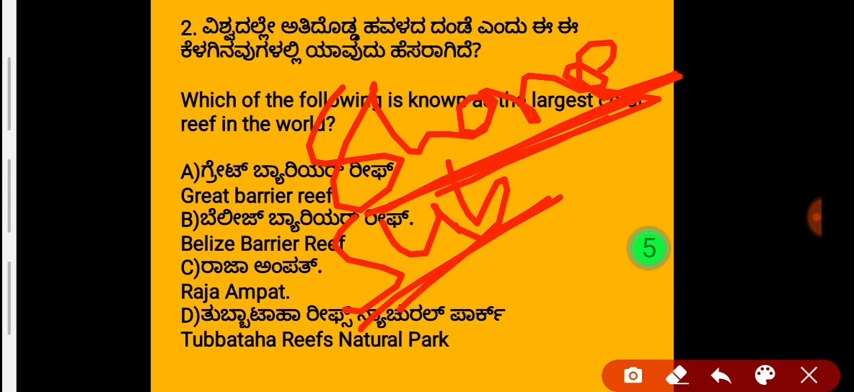 2. ವಿಶ್ವದಲ್ಲೇ ಅತಿದೊಡ್ಡ ಹವಳದ ದಂಡೆ ಎಂದು ಈ ಈ
ಕೆಳಗಿನವುಗಳಲ್ಲಿ ಯಾವುದು ಹೆಸರಾಗಿದೆ?
Which of the following is known as the largest
reef in the world?
A)ಗ್ರೇಟ್ ಬ್ಯಾರಿಯರ್ ರೀಫ್
Great barrier reef
B)ಬೆಲೀಜ್ ಬ್ಯಾರಿಯರ್ ರೀಫ್.
Belize Barrier Reef
C)ರಾಜಾ ಅಂಪತ್.
Raja Ampat.
D)ತುಬ್ಬಾಟಾಹಾ ರೀಫ್ಸ್ ನ್ಯಾಚುರಲ್ ಪಾರ್ಕ್
Tubbataha Reefs Natural Park
5